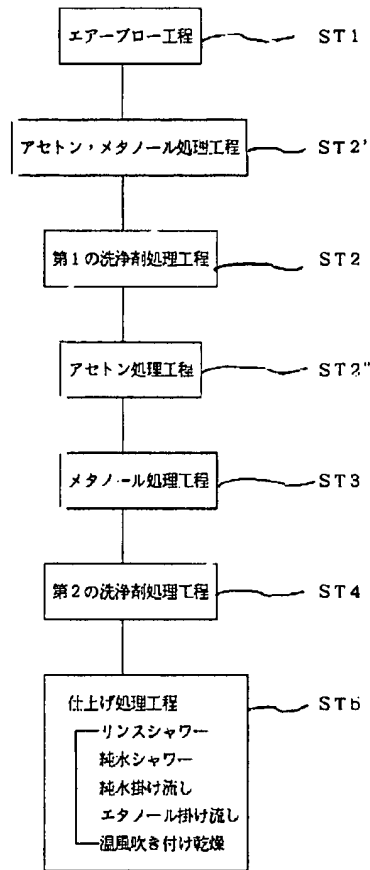 エアーブロー工程 ST1
アセトン・メタノール処理工程 ST2'
第1の洗浄剤処理工程 ST2
アセトン処理工程 ST2"
メタノール処理工程 ST3
第2の洗浄剤処理工程 ST4
仕上げ処理工程 ST5
リンスシャワー
純水シャワー
純水掛け流し
エタノール掛け流し
温風吹き付け乾燥